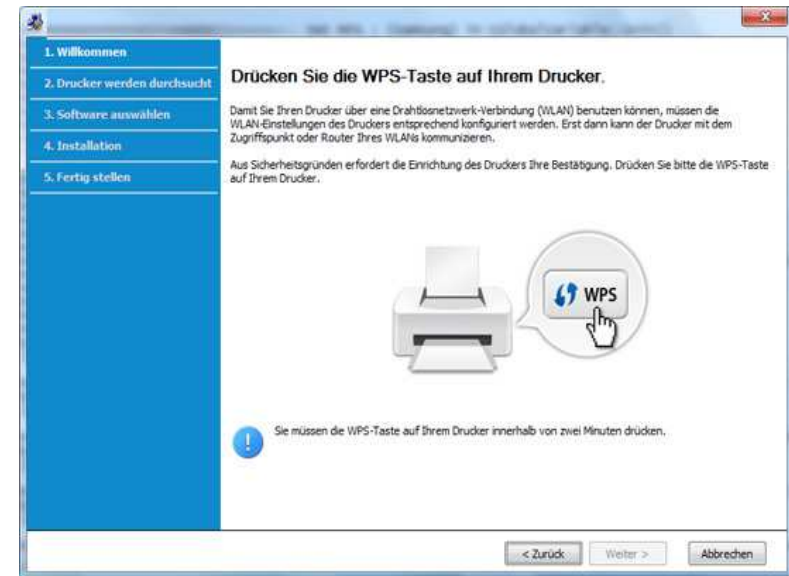 1. Willkommen
2. Drucker werden durchsucht
3. Software auswählen
4. Installation
5. Fertig stellen
Drücken Sie die WPS-Taste auf Ihrem Drucker.
Damit Sie Ihren Drucker über eine Drahtlosnetzwerk-Verbindung (WLAN) benutzen können, müssen die
WLAN-Einstellungen des Druckers entsprechend konfiguriert werden. Erst dann kann der Drucker mit dem
Zugriffspunkt oder Router Ihres WLANs kommunizieren.
Aus Sicherheitsgründen erfordert die Einrichtung des Druckers Ihre Bestätigung. Drücken Sie bitte die WPS-Taste
auf Ihrem Drucker.
WPS
Sie müssen die WPS-Taste auf Ihrem Drucker innerhalb von zwei Minuten drücken.
< Zurück
Weiter >
Abbrechen